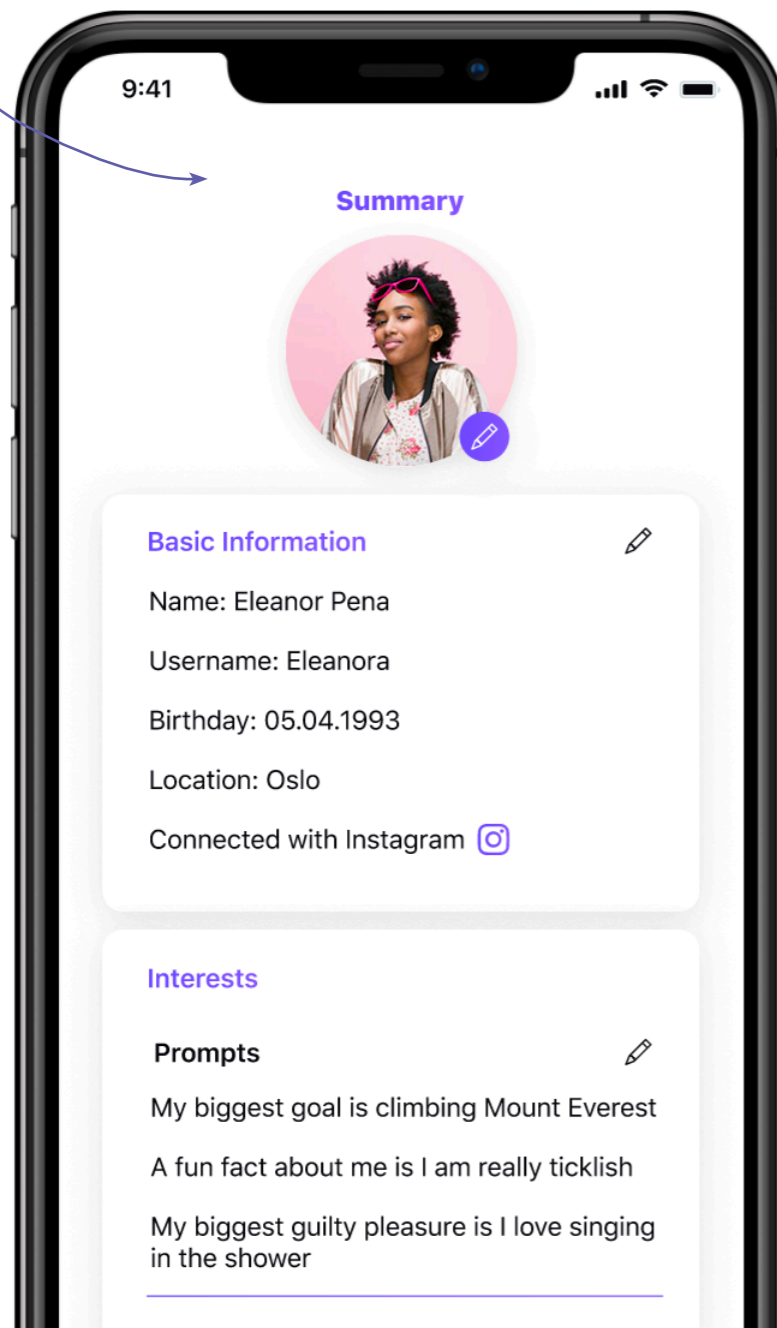 9:41
Summary
Basic Information
Name: Eleanor Pena
Username: Eleanora
Birthday: 05.04.1993
Location: Oslo
Connected with Instagram
Interests
Prompts
My biggest goal is climbing Mount Everest
A fun fact about me is I am really ticklish
My biggest guilty pleasure is I love singing
in the shower